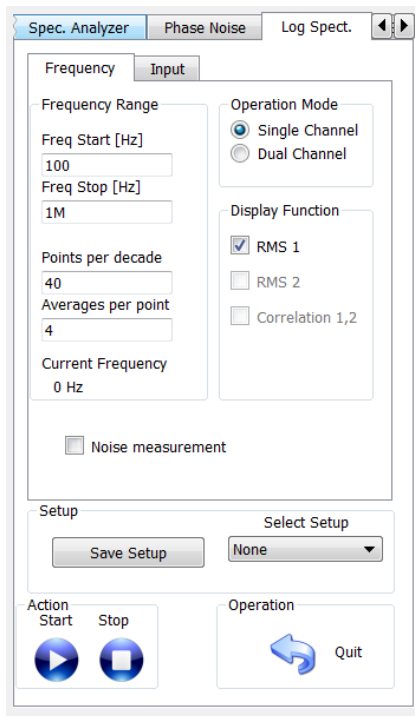 Spec. Analyzer Phase Noise Log Spect.
Frequency Input
Frequency Range
Freq Start [Hz]
100
Freq Stop [Hz]
1M
Points per decade
40
Averages per point
4
Current Frequency
0 Hz
Operation Mode
Single Channel
Dual Channel
Display Function
RMS 1
RMS 2
Correlation 1,2
Noise measurement
Setup
Save Setup
Select Setup
None
Action
Start Stop
Operation
Quit